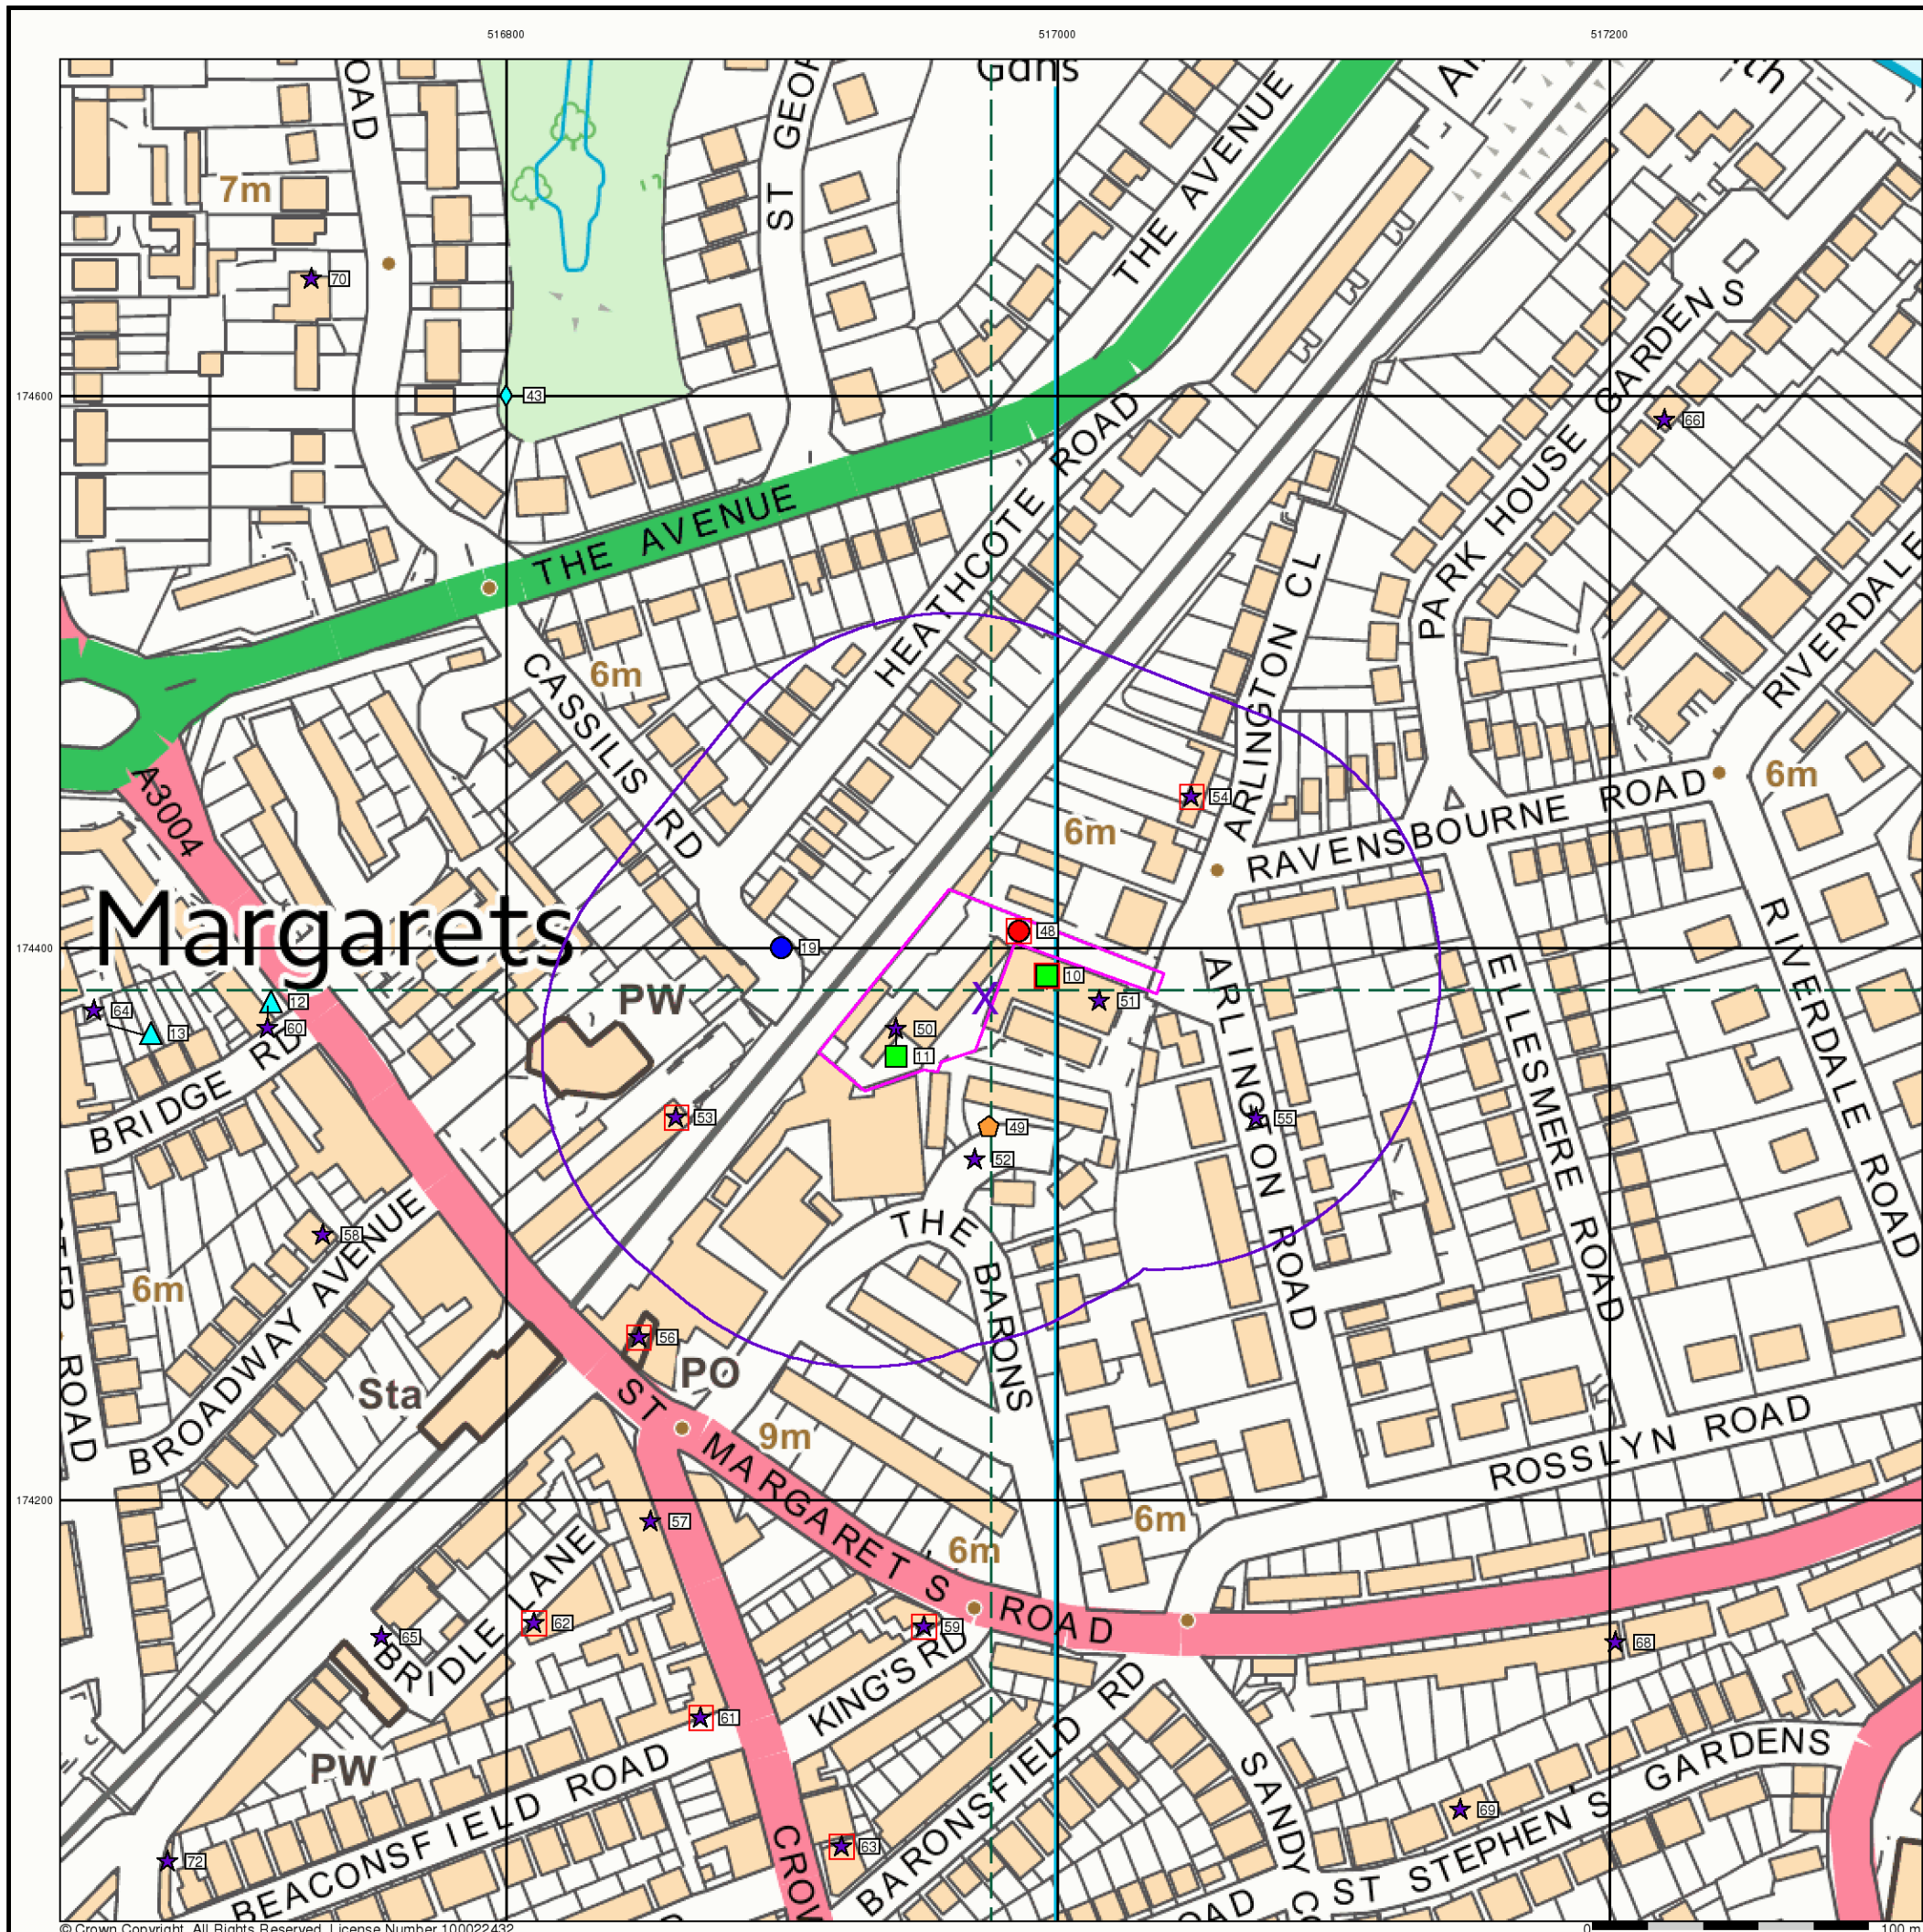 516800
517000
517200
OAD
ST GEOR
Gdns
THE AVENUE
7m
70
174600
43
GARDENS
66
THE AVENUE
HEATHCOTE ROAD
PARK HOUSE
ARLINGTON CL
RIVERDALE
CASSILIS RD
6m
6m
A3004
54
6m
RAVENSBOURNE ROAD
Margarets
174400
48
19
10
PW
51
64
12
13
60
50
11
BRIDGE RD
53
49
55
52
ARLINGTON ROAD
ELLESMERE ROAD
RIVERDALE ROAD
THE BARONS
58
6m
BROADWAY AVENUE
ROAD
56
PO
Sta
9m
ST MARGARET'S ROAD
ROSSLYN ROAD
174200
57
6m
6m
BRIDLE LANE
62
65
59
68
KING'S RD
61
PW
BEACONSFIELD ROAD
BARONSFIELD RD
SANDY
69
ST STEPHEN'S GARDENS
63
72
CROW
OAD
© Crown Copyright. All Rights Reserved. License Number 100022432
0
100 m